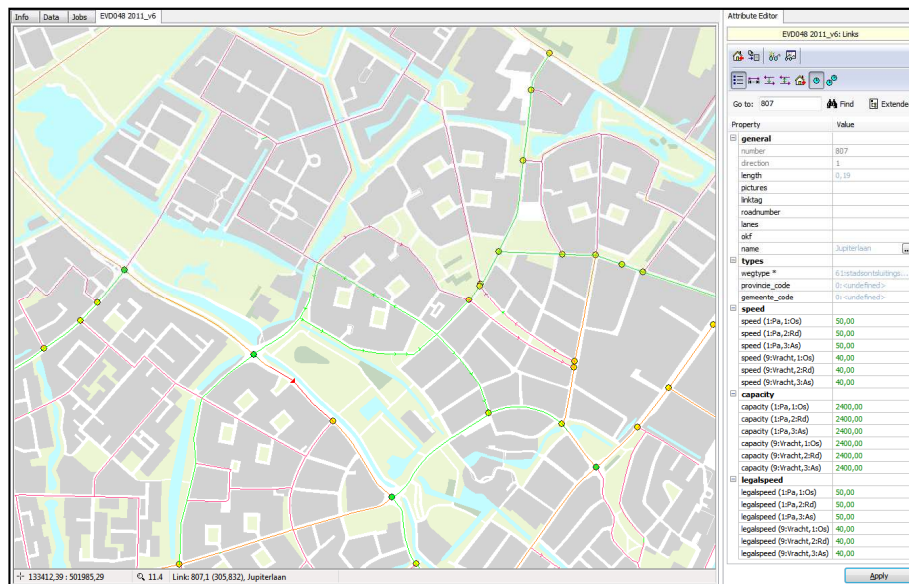 Info Data Jobs EVD048 2011_v6
Attribute Editor
EVD048 2011_v6: Links
Go to: 807 Find Extende
Property Value
general
number 807
direction 1
length 0,19
pictures
linktag
roadnumber
lanes
okf
name Jupiterlaan ...
types
wegtype * 61:stadsontsluitings...
provincie_code 0:<undefined>
gemeente_code 0:<undefined>
speed
speed (1:Pa,1:Os) 50,00
speed (1:Pa,2:Rd) 50,00
speed (1:Pa,3:As) 50,00
speed (9:Vracht,1:Os) 40,00
speed (9:Vracht,2:Rd) 40,00
speed (9:Vracht,3:As) 40,00
capacity
capacity (1:Pa,1:Os) 2400,00
capacity (1:Pa,2:Rd) 2400,00
capacity (1:Pa,3:As) 2400,00
capacity (9:Vracht,1:Os) 2400,00
capacity (9:Vracht,2:Rd) 2400,00
capacity (9:Vracht,3:As) 2400,00
legalspeed
legalspeed (1:Pa,1:Os) 50,00
legalspeed (1:Pa,2:Rd) 50,00
legalspeed (1:Pa,3:As) 50,00
legalspeed (9:Vracht,1:Os) 40,00
legalspeed (9:Vracht,2:Rd) 40,00
legalspeed (9:Vracht,3:As) 40,00
133412,39 : 501985,29 11.4 Link: 807,1 (305,832), Jupiterlaan
Apply